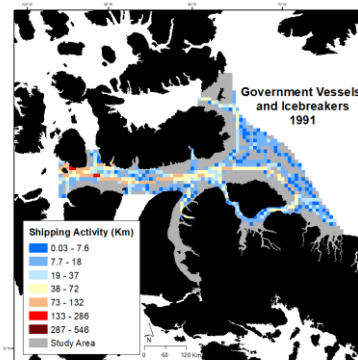 Government Vessels
and Icebreakers
1991
Shipping Activity (Km)
0.03 - 7.6
7.7 - 18
19 - 37
38 - 72
73 - 132
133 - 286
287 - 546
Study Area
N
0
60
120 Km